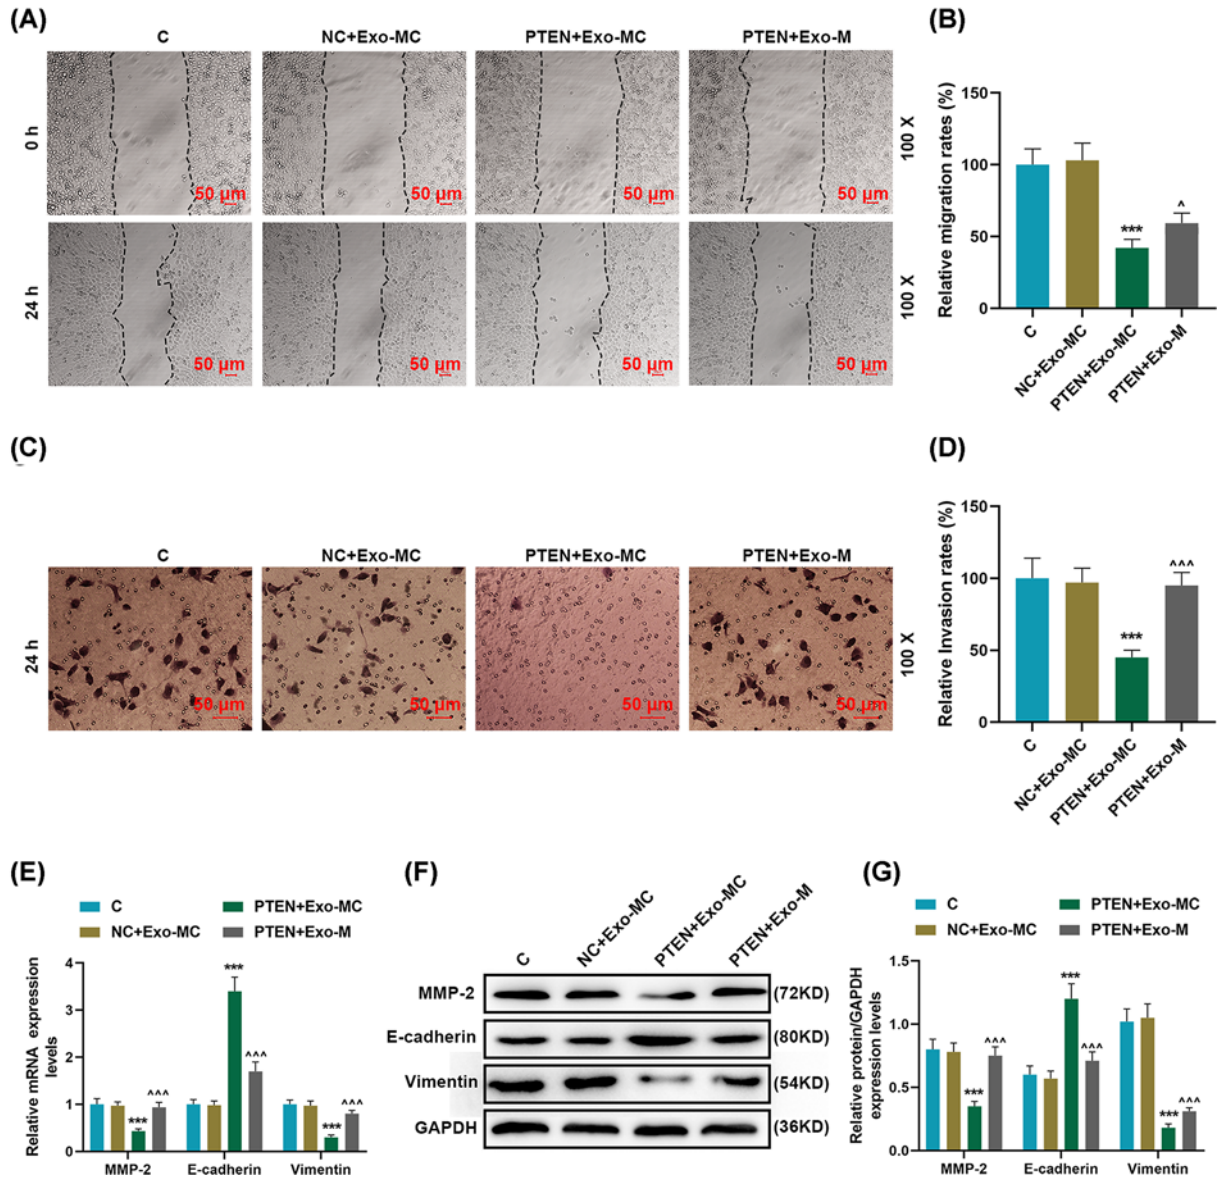 (A)
C NC+Exo-MC PTEN+Exo-MC PTEN+Exo-M
0 h
50 µm 50 µm 50 µm 50 µm
100 X
24 h
50 µm 50 µm 50 µm 50 µm
100 X
(B)
Relative migration rates (%)
150
100
50
0
***
^
C NC+Exo-MC PTEN+Exo-MC PTEN+Exo-M
(C)
C NC+Exo-MC PTEN+Exo-MC PTEN+Exo-M
24 h
50 µm 50 µm 50 µm 50 µm
100 X
(D)
Relative Invasion rates (%)
150
100
50
0
***
^^^
C NC+Exo-MC PTEN+Exo-MC PTEN+Exo-M
(E)
C PTEN+Exo-MC
NC+Exo-MC PTEN+Exo-M
Relative mRNA expression
levels
4
3
2
1
0
*** ^^^ *** ^^^ *** ^^^
MMP-2 E-cadherin Vimentin
(F)
C NC+Exo-MC PTEN+Exo-MC PTEN+Exo-M
MMP-2 (72KD)
E-cadherin (80KD)
Vimentin (54KD)
GAPDH (36KD)
(G)
C PTEN+Exo-MC
NC+Exo-MC PTEN+Exo-M
Relative protein/GAPDH
expression levels
1.5
1.0
0.5
0.0
*** ^^^ *** ^^^ *** ^^^
MMP-2 E-cadherin Vimentin